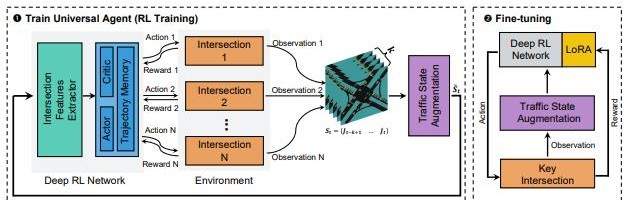 ❶ Train Universal Agent (RL Training)
Intersection
Features
Extractor
Critic
Actor
Trajectory Memory
Deep RL Network
Action 1
Reward 1
Action 2
Reward 2
Action N
Reward N
Intersection
1
Intersection
2
⋮
Intersection
N
Environment
Observation 1
Observation 2
Observation N
Traffic State
Augmentation
❷ Fine-tuning
Deep RL
Network
LoRA
Traffic State
Augmentation
Observation
Key
Intersection
Action
Reward